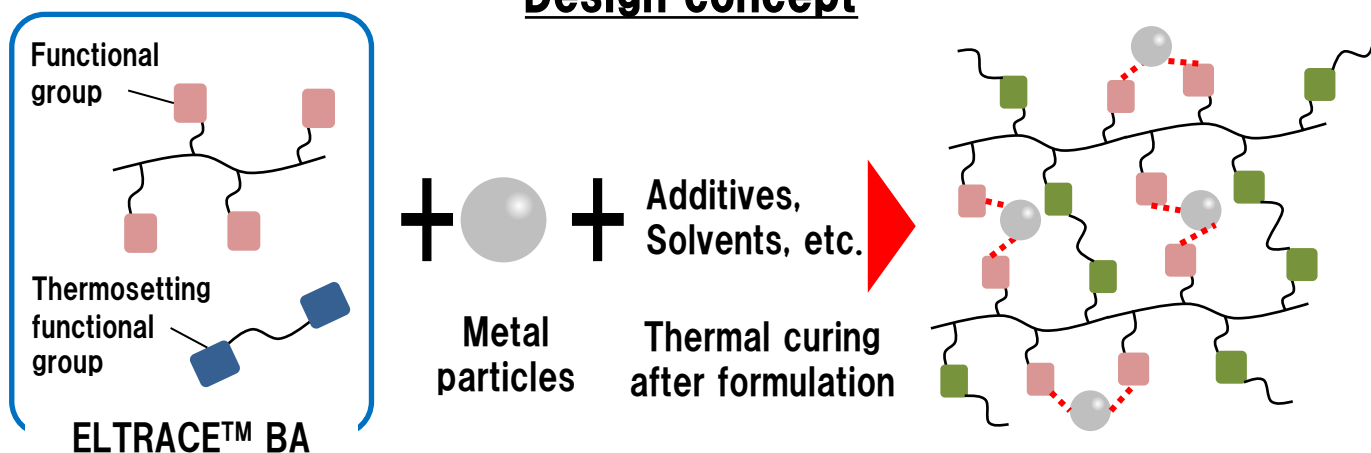 Design concept
Functional
group
Thermosetting
functional
group
ELTRACE™ BA
Metal
particles
Additives,
Solvents, etc.
Thermal curing
after formulation